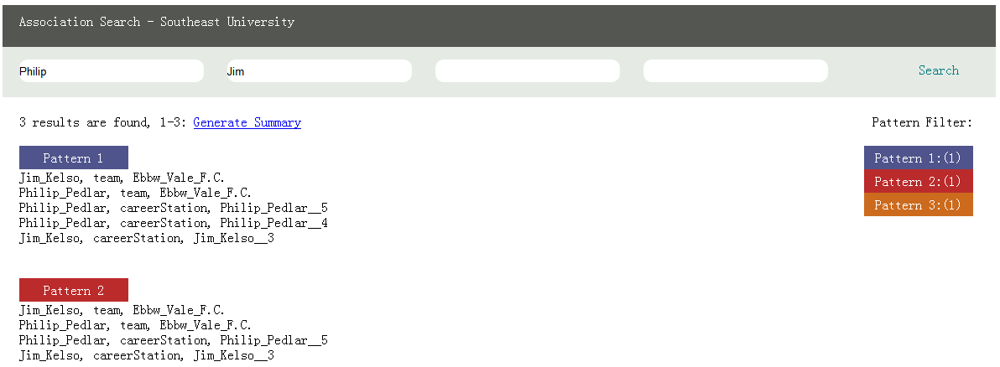 Association Search - Southeast University
Philip Jim Search
3 results are found, 1-3: Generate Summary
Pattern Filter:
Pattern 1
Jim_Kelso, team, Ebbw_Vale_F.C.
Philip_Pedlar, team, Ebbw_Vale_F.C.
Philip_Pedlar, careerStation, Philip_Pedlar__5
Philip_Pedlar, careerStation, Philip_Pedlar__4
Jim_Kelso, careerStation, Jim_Kelso__3
Pattern 1:(1)
Pattern 2:(1)
Pattern 3:(1)
Pattern 2
Jim_Kelso, team, Ebbw_Vale_F.C.
Philip_Pedlar, team, Ebbw_Vale_F.C.
Philip_Pedlar, careerStation, Philip_Pedlar__5
Jim_Kelso, careerStation, Jim_Kelso__3